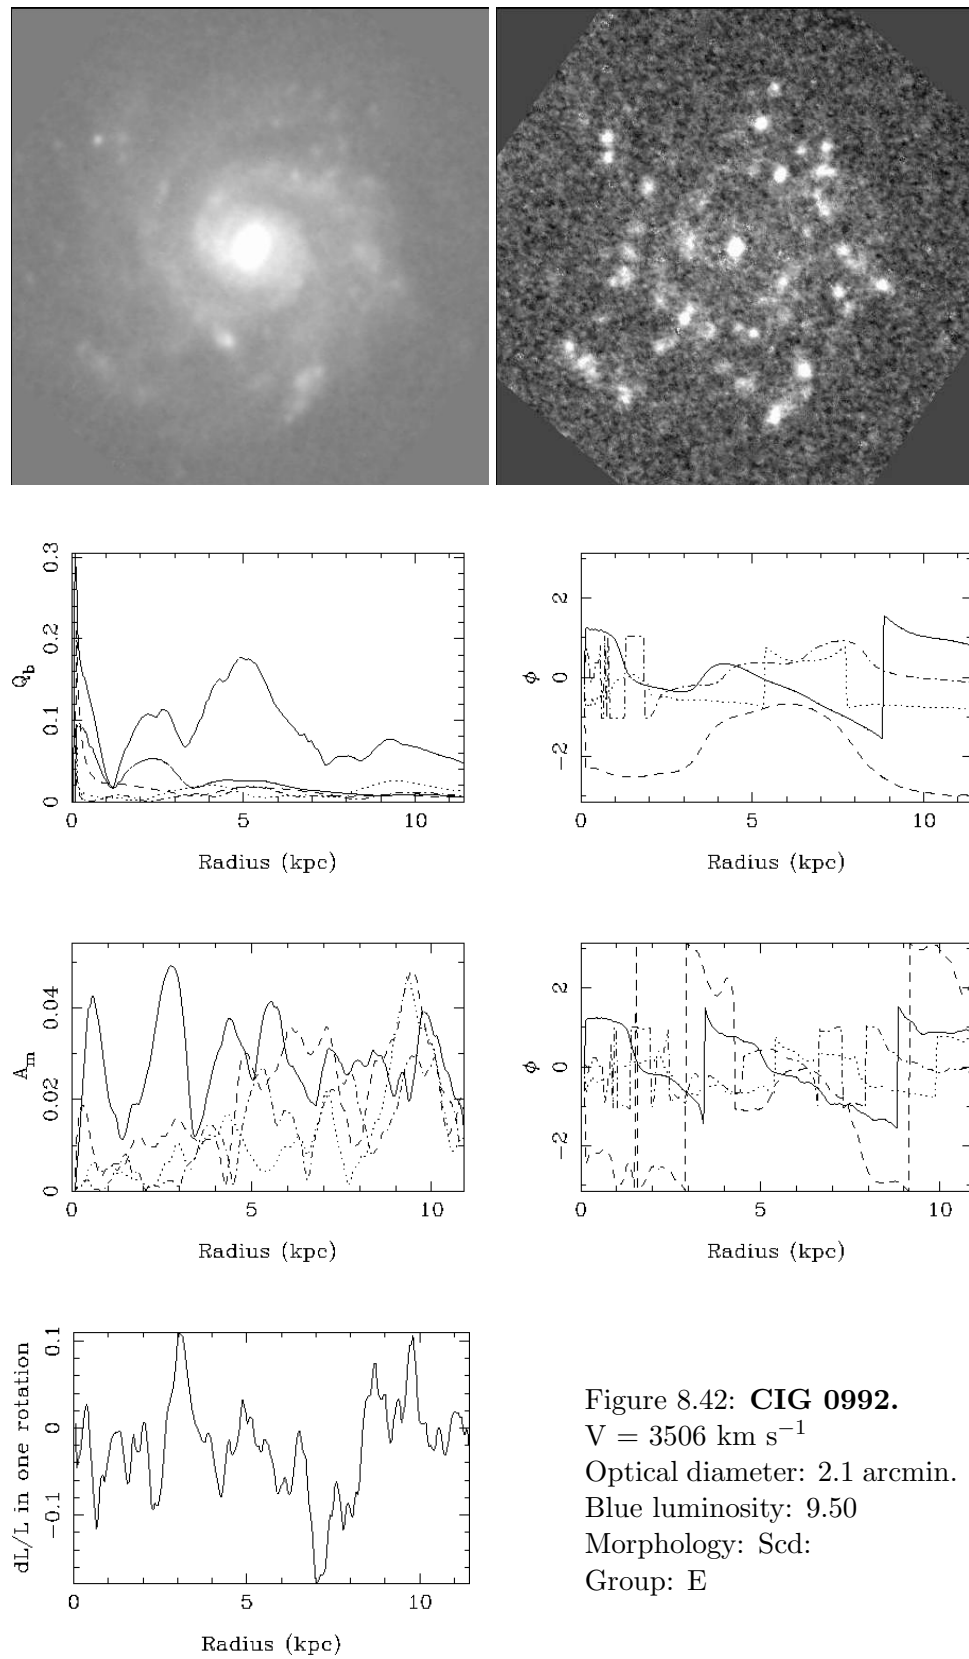 0.3
0.2
0.1
0
Q_b
0 5 10
Radius (kpc)
2
0
−2
ϕ
0 5 10
Radius (kpc)
0.04
0.02
0
A_m
0 5 10
Radius (kpc)
2
0
−2
ϕ
0 5 10
Radius (kpc)
0.1
0
−0.1
dL/L in one rotation
0 5 10
Radius (kpc)
Figure 8.42: CIG 0992.
V = 3506 km s⁻¹
Optical diameter: 2.1 arcmin.
Blue luminosity: 9.50
Morphology: Scd:
Group: E